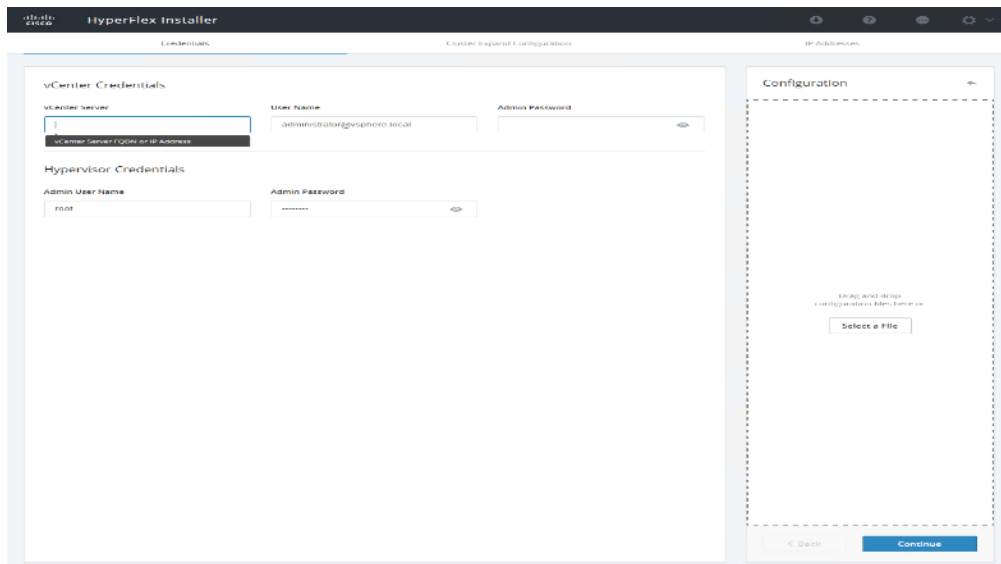 cisco HyperFlex Installer
Credentials Cluster Expand Configuration IP Addresses
vCenter Credentials
vCenter Server User Name Admin Password
administrator@vsphere.local
vCenter Server FQDN or IP Address
Hypervisor Credentials
Admin User Name Admin Password
root ········
Configuration
Drag and drop
configuration files here or
Select a File
< Back Continue